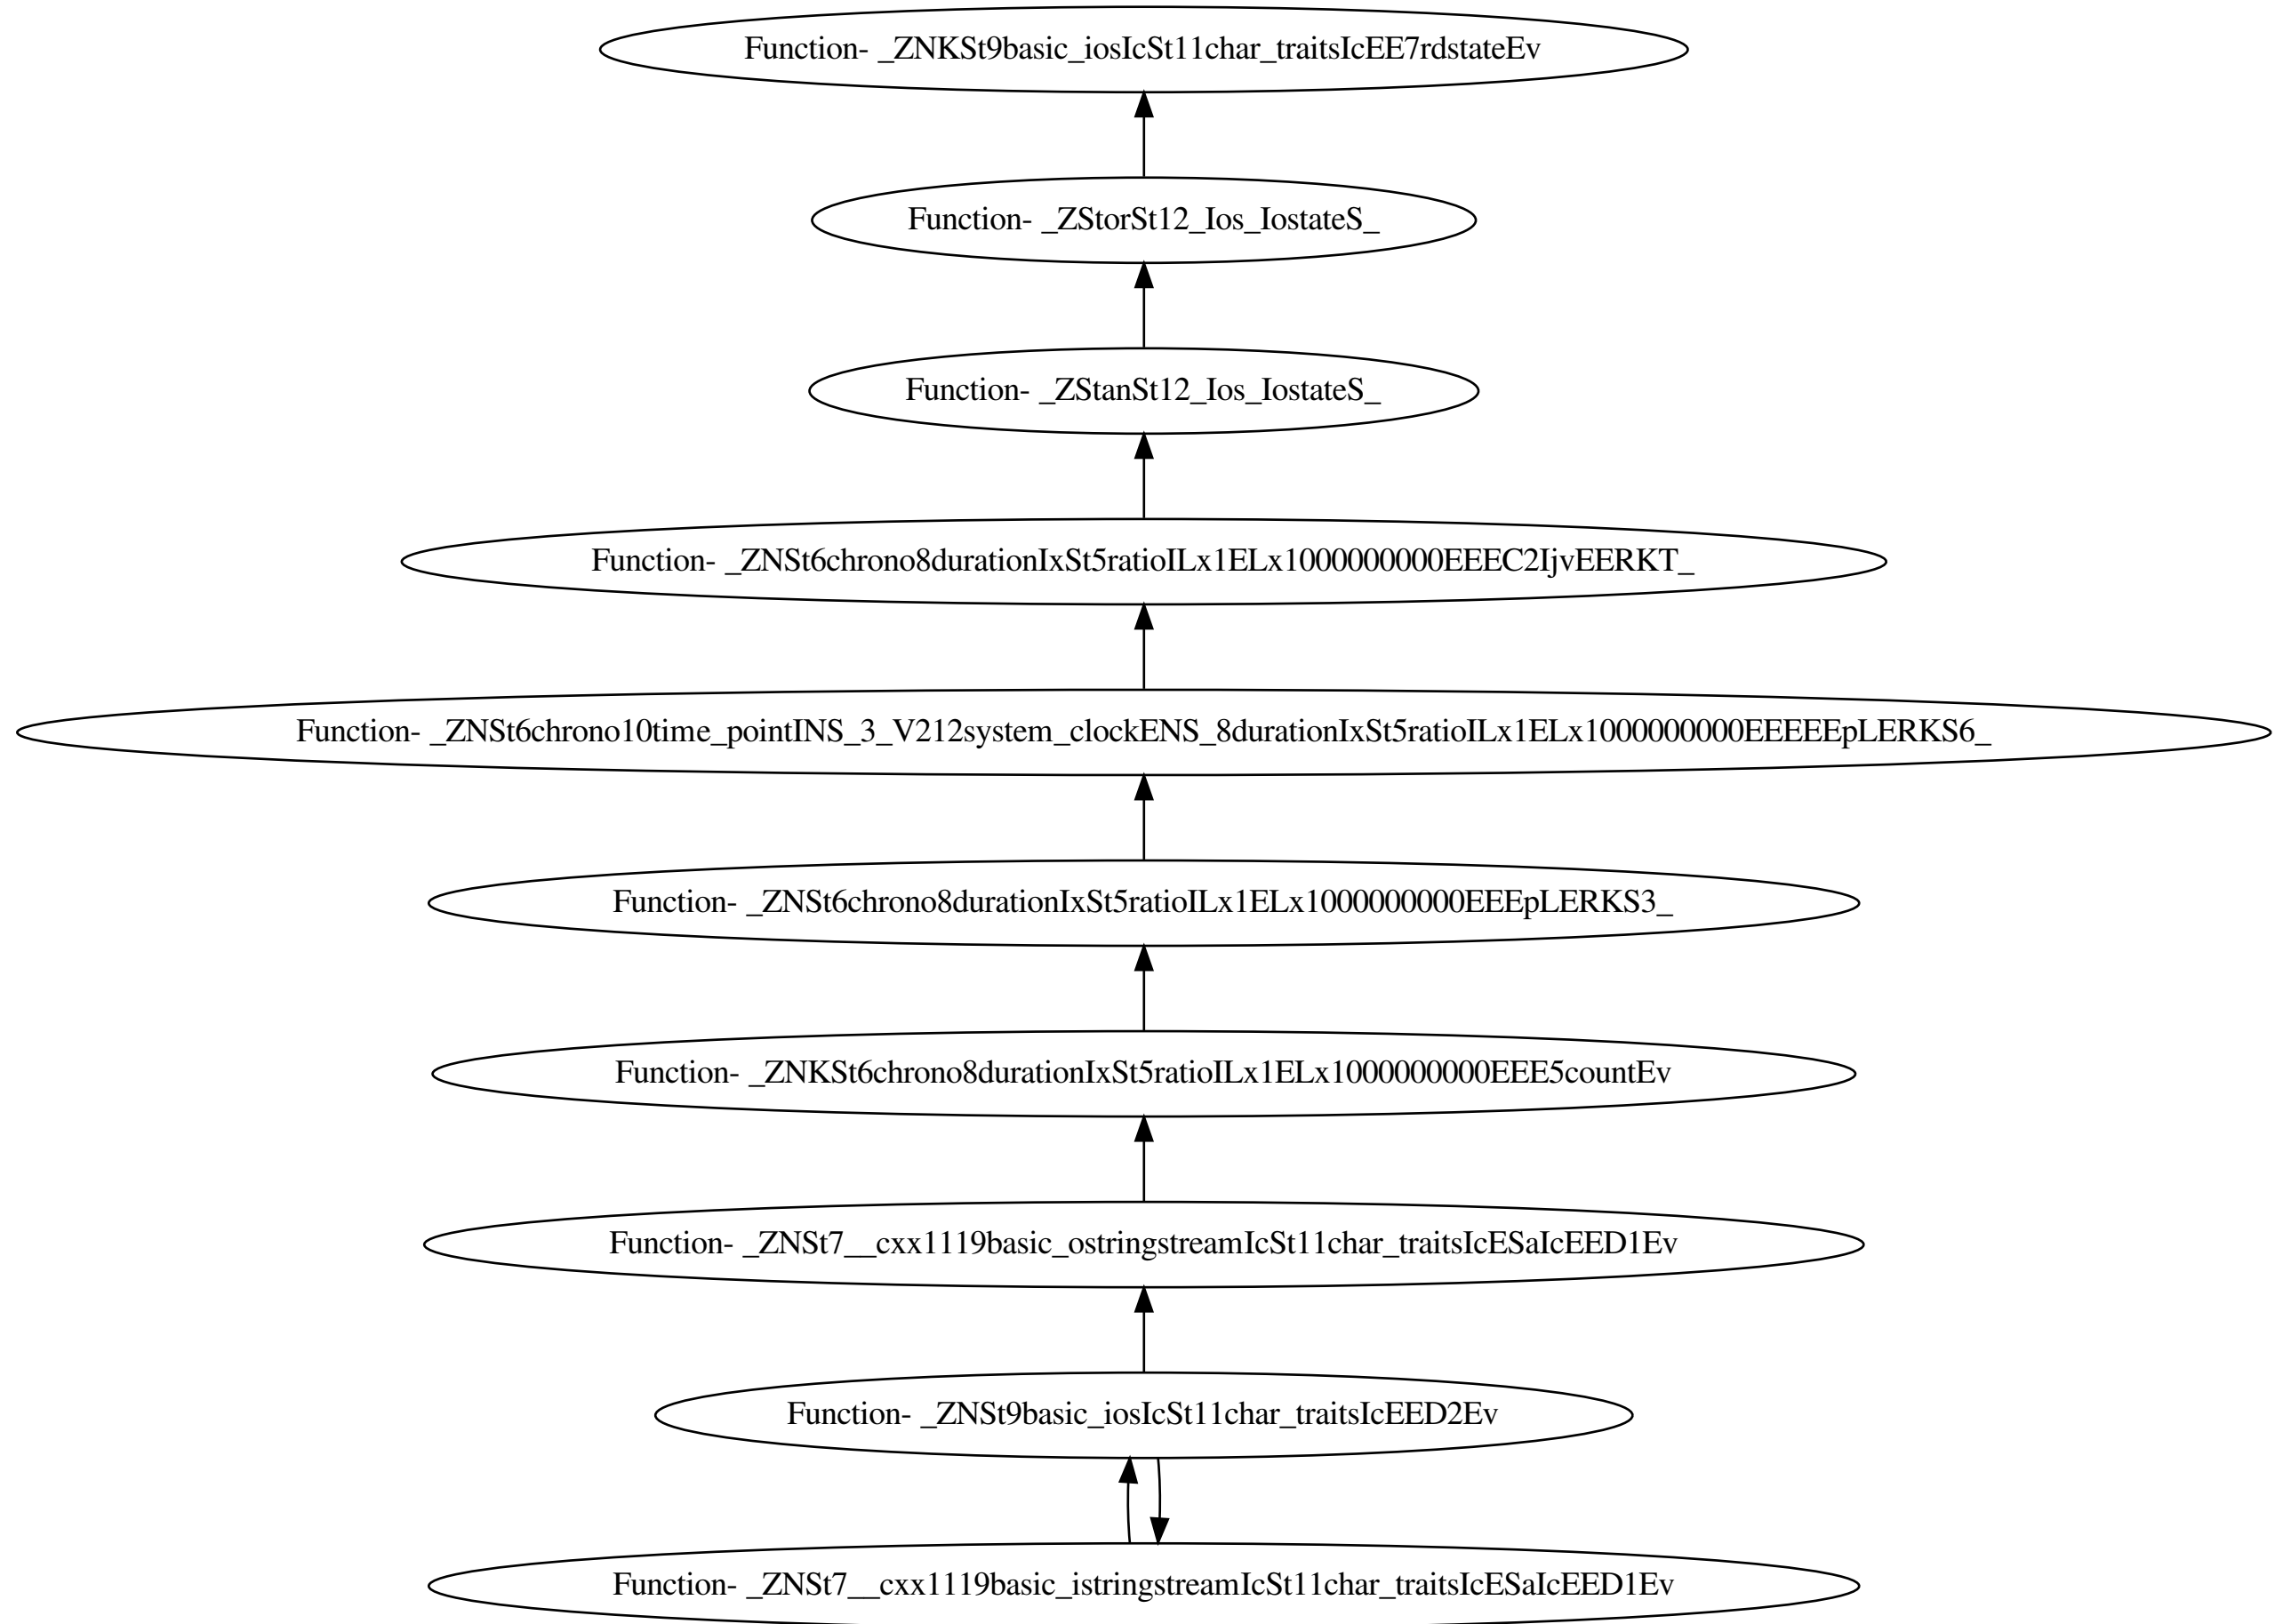 Function- _ZNKSt9basic_iosIcSt11char_traitsIcEE7rdstateEv
Function- _ZStorSt12_Ios_IostateS_
Function- _ZStanSt12_Ios_IostateS_
Function- _ZNSt6chrono8durationIxSt5ratioILx1ELx1000000000EEEC2IjvEERKT_
Function- _ZNSt6chrono10time_pointINS_3_V212system_clockENS_8durationIxSt5ratioILx1ELx1000000000EEEEEpLERKS6_
Function- _ZNSt6chrono8durationIxSt5ratioILx1ELx1000000000EEEpLERKS3_
Function- _ZNKSt6chrono8durationIxSt5ratioILx1ELx1000000000EEE5countEv
Function- _ZNSt7__cxx1119basic_ostringstreamIcSt11char_traitsIcESaIcEED1Ev
Function- _ZNSt9basic_iosIcSt11char_traitsIcEED2Ev
Function- _ZNSt7__cxx1119basic_istringstreamIcSt11char_traitsIcESaIcEED1Ev